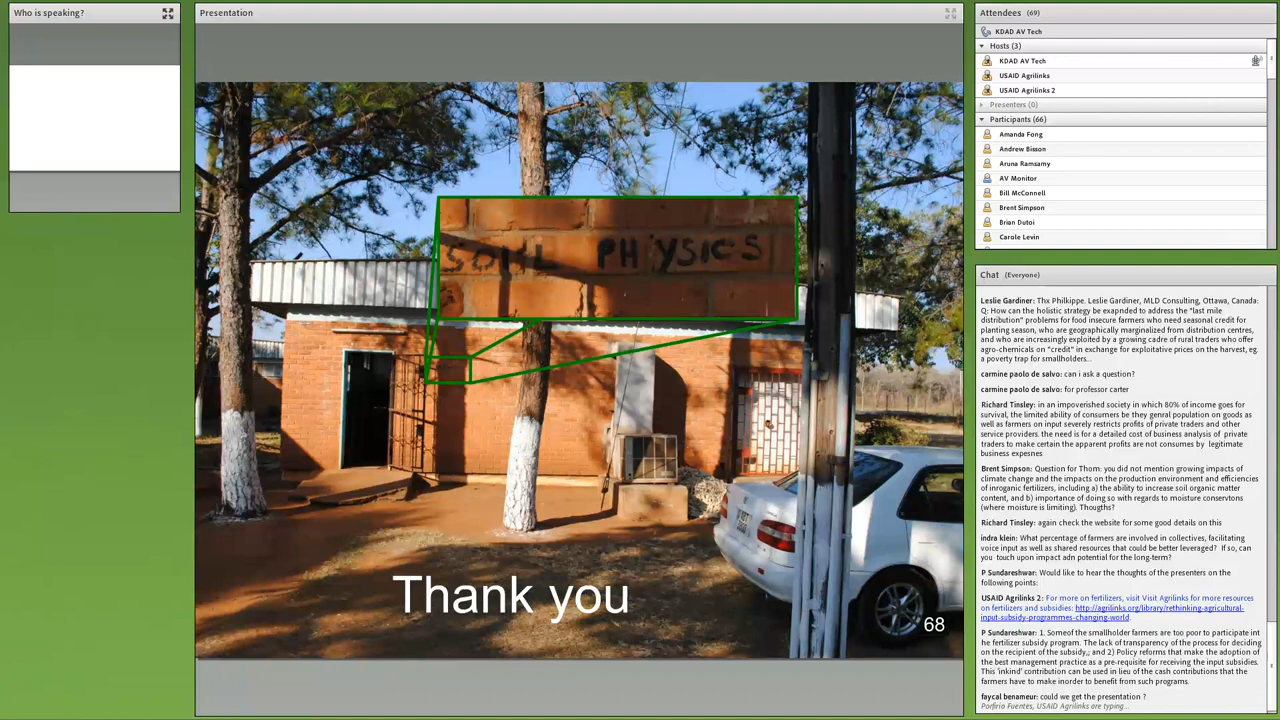 Who is speaking?
Presentation
SOIL PHYSICS
Thank you
68
Attendees (69)
KDAD AV Tech
Hosts (3)
KDAD AV Tech
USAID Agrilinks
USAID Agrilinks 2
Presenters (0)
Participants (66)
Amanda Fong
Andrew Bisson
Aruna Ramsamy
AV Monitor
Bill McConnell
Brent Simpson
Brian Dutoi
Carole Levin
Chat (Everyone)
Leslie Gardiner: Thx Philkippe. Leslie Gardiner, MLD Consulting, Ottawa, Canada:
Q: How can the holistic strategy be exapnded to address the "last mile
distribution" problems for food insecure farmers who need seasonal credit for
planting season, who are geographically marginalized from distribution centres,
and who are increasingly exploited by a growing cadre of rural traders who offer
agro-chemicals on "credit" in exchange for exploitative prices on the harvest, eg.
a poverty trap for smallholders..
carmine paolo de salvo: can i ask a question?
carmine paolo de salvo: for professor carter
Richard Tinsley: in an impoverished society in which 80% of income goes for
survival, the limited ability of consumers be they genral population on goods as
well as farmers on input severely restricts profits of private traders and other
service providers. the need is for a detailed cost of business analysis of private
traders to make certain the apparent profits are not consumes by legitimate
business expesnes
Brent Simpson: Question for Thom: you did not mention growing impacts of
climate change and the impacts on the production environment and efficiencies
of inroganic fertilizers, including a) the ability to increase soil organic matter
content, and b) importance of doing so with regards to moisture conservtons
(where moisture is limiting). Thougths?
Richard Tinsley: again check the website for some good details on this
indra klein: What percentage of farmers are involved in collectives, facilitating
voice input as well as shared resources that could be better leveraged? If so, can
you touch upon impact adn potential for the long-term?
P Sundareshwar: Would like to hear the thoughts of the presenters on the
following points:
USAID Agrilinks 2: For more on fertilizers, visit Visit Agrilinks for more resources
on fertilizers and subsidies: http://agrilinks.org/library/rethinking-agricultural-
input-subsidy-programmes-changing-world.
P Sundareshwar: 1. Someof the smallholder farmers are too poor to participate int
he fertilizer subsidy program. The lack of transparency of the process for deciding
on the recipient of the subsidy,; and 2) Policy reforms that make the adoption of
the best management practice as a pre-requisite for receiving the input subsidies.
This 'inkind' contribution can be used in lieu of the cash contributions that the
farmers have to make inorder to benefit from such programs.
faycal benameur: could we get the presentation ?
Porfirio Fuentes, USAID Agrilinks are typing...